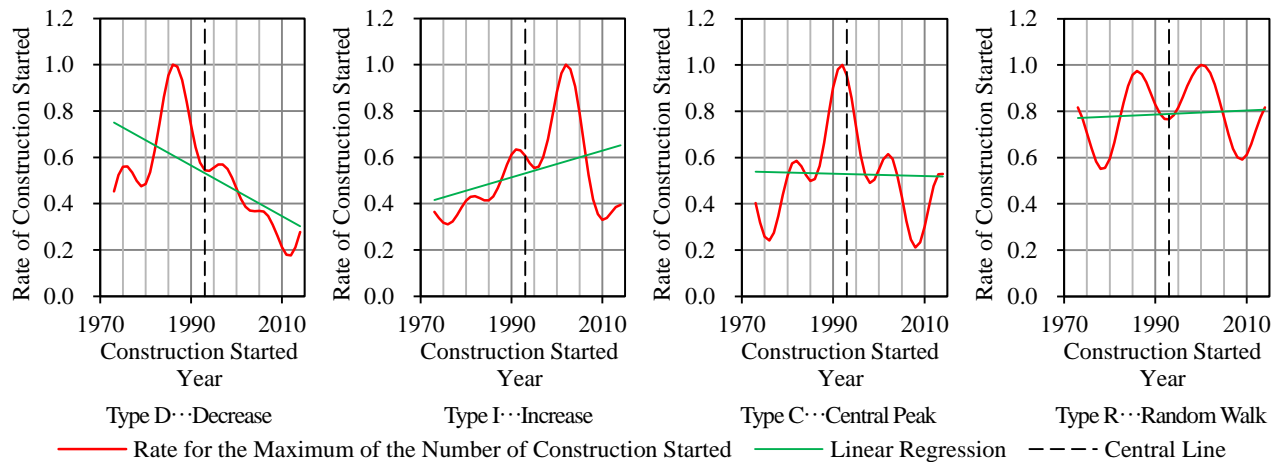 Rate of Construction Started
1.2
1.0
0.8
0.6
0.4
0.2
0.0
1970 1990 2010
Construction Started
Year
Type D⋯Decrease
Rate of Construction Started
1.2
1.0
0.8
0.6
0.4
0.2
0.0
1970 1990 2010
Construction Started
Year
Type I⋯Increase
Rate of Construction Started
1.2
1.0
0.8
0.6
0.4
0.2
0.0
1970 1990 2010
Construction Started
Year
Type C⋯Central Peak
Rate of Construction Started
1.2
1.0
0.8
0.6
0.4
0.2
0.0
1970 1990 2010
Construction Started
Year
Type R⋯Random Walk
Rate for the Maximum of the Number of Construction Started Linear Regression Central Line